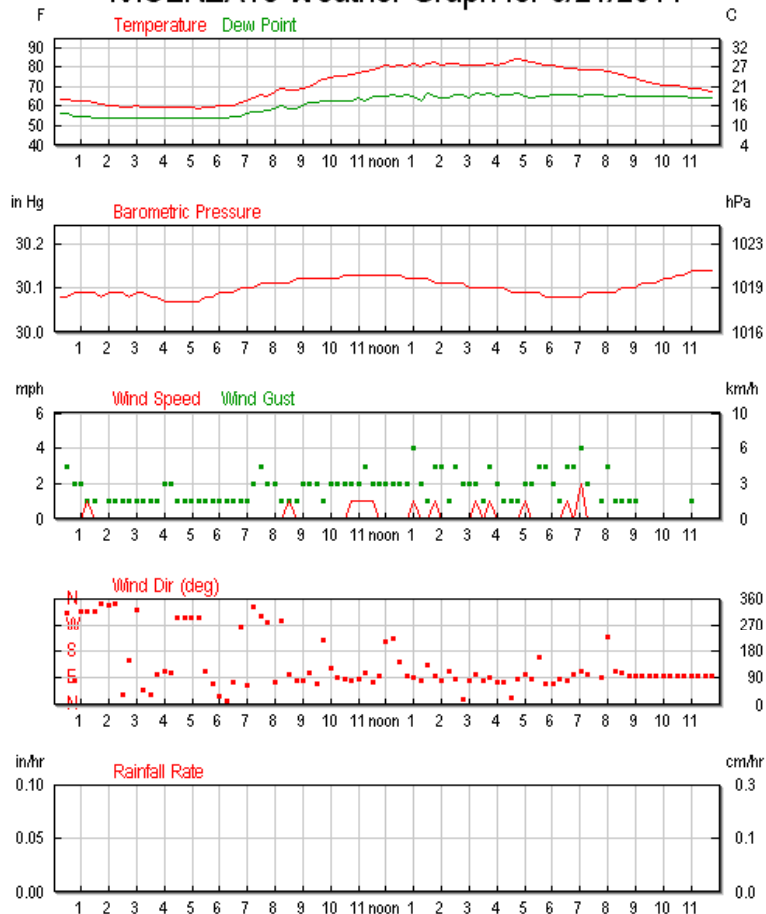 Weather Graph for
F Temperature Dew Point C
90 32
80 27
70 21
60 16
50 10
40 4
1 2 3 4 5 6 7 8 9 10 11 noon 1 2 3 4 5 6 7 8 9 10 11
in Hg Barometric Pressure hPa
30.2 1023
30.1 1019
30.0 1016
1 2 3 4 5 6 7 8 9 10 11 noon 1 2 3 4 5 6 7 8 9 10 11
mph Wind Speed Wind Gust km/h
6 10
4 6
2 3
0 0
1 2 3 4 5 6 7 8 9 10 11 noon 1 2 3 4 5 6 7 8 9 10 11
Wind Dir (deg)
N 360
W 270
S 180
E 90
N 0
1 2 3 4 5 6 7 8 9 10 11 noon 1 2 3 4 5 6 7 8 9 10 11
in/hr Rainfall Rate cm/hr
0.10 0.3
0.05 0.1
0.00 0.0
1 2 3 4 5 6 7 8 9 10 11 noon 1 2 3 4 5 6 7 8 9 10 11